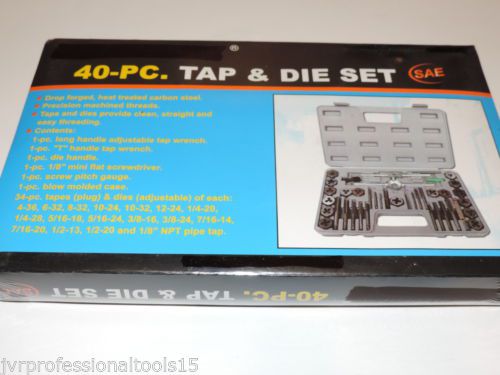 ®
40-PC. TAP & DIE SET
SAE
Drop forged, heat treated carbon steel.
Precision machined threads.
Taps and dies provide clean, straight and
easy threading.
Contents:
1-pc. long handle adjustable tap wrench.
1-pc. "T" handle tap wrench.
1-pc. die handle.
1-pc. 1/8" mini flat screwdriver.
1-pc. screw pitch gauge.
1-pc. blow molded case.
34-pc. tapes (plug) & dies (adjustable) of each:
4-36, 6-32, 8-32, 10-24, 10-32, 12-24, 1/4-20,
1/4-28, 5/16-18, 5/16-24, 3/8-16, 3/8-24, 7/16-14,
7/16-20, 1/2-13, 1/2-20 and 1/8" NPT pipe tap.
40-PC. TAP & DIE SET
40-PC. TAP & DIE SET
jvrprofessionaltools15